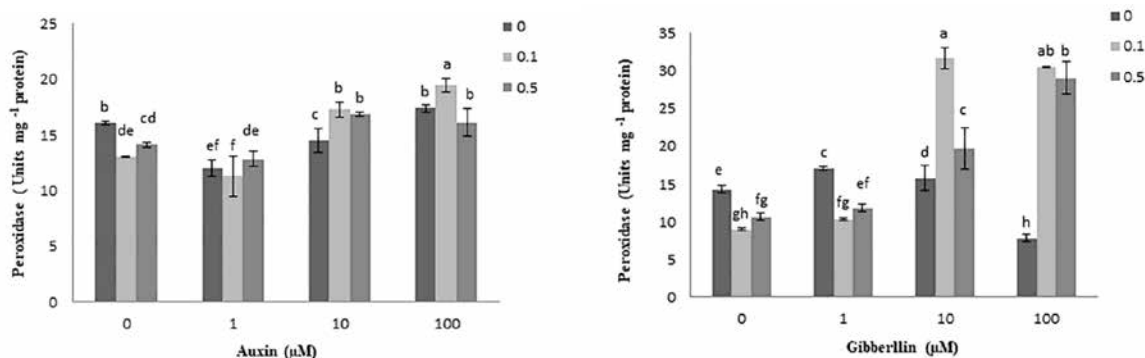 Peroxidase ( Units mg -1 protein)
25
20
15
10
5
0
b
de
cd
ef
f
de
c
b
b
b
a
b
0
1
10
100
Auxin (µM)
0
0.1
0.5
Peroxidase (Units mg -1 protein)
35
30
25
20
15
10
5
0
e
gh
fg
c
fg
ef
d
a
c
h
ab
b
0
1
10
100
Gibberllin (µM)
0
0.1
0.5